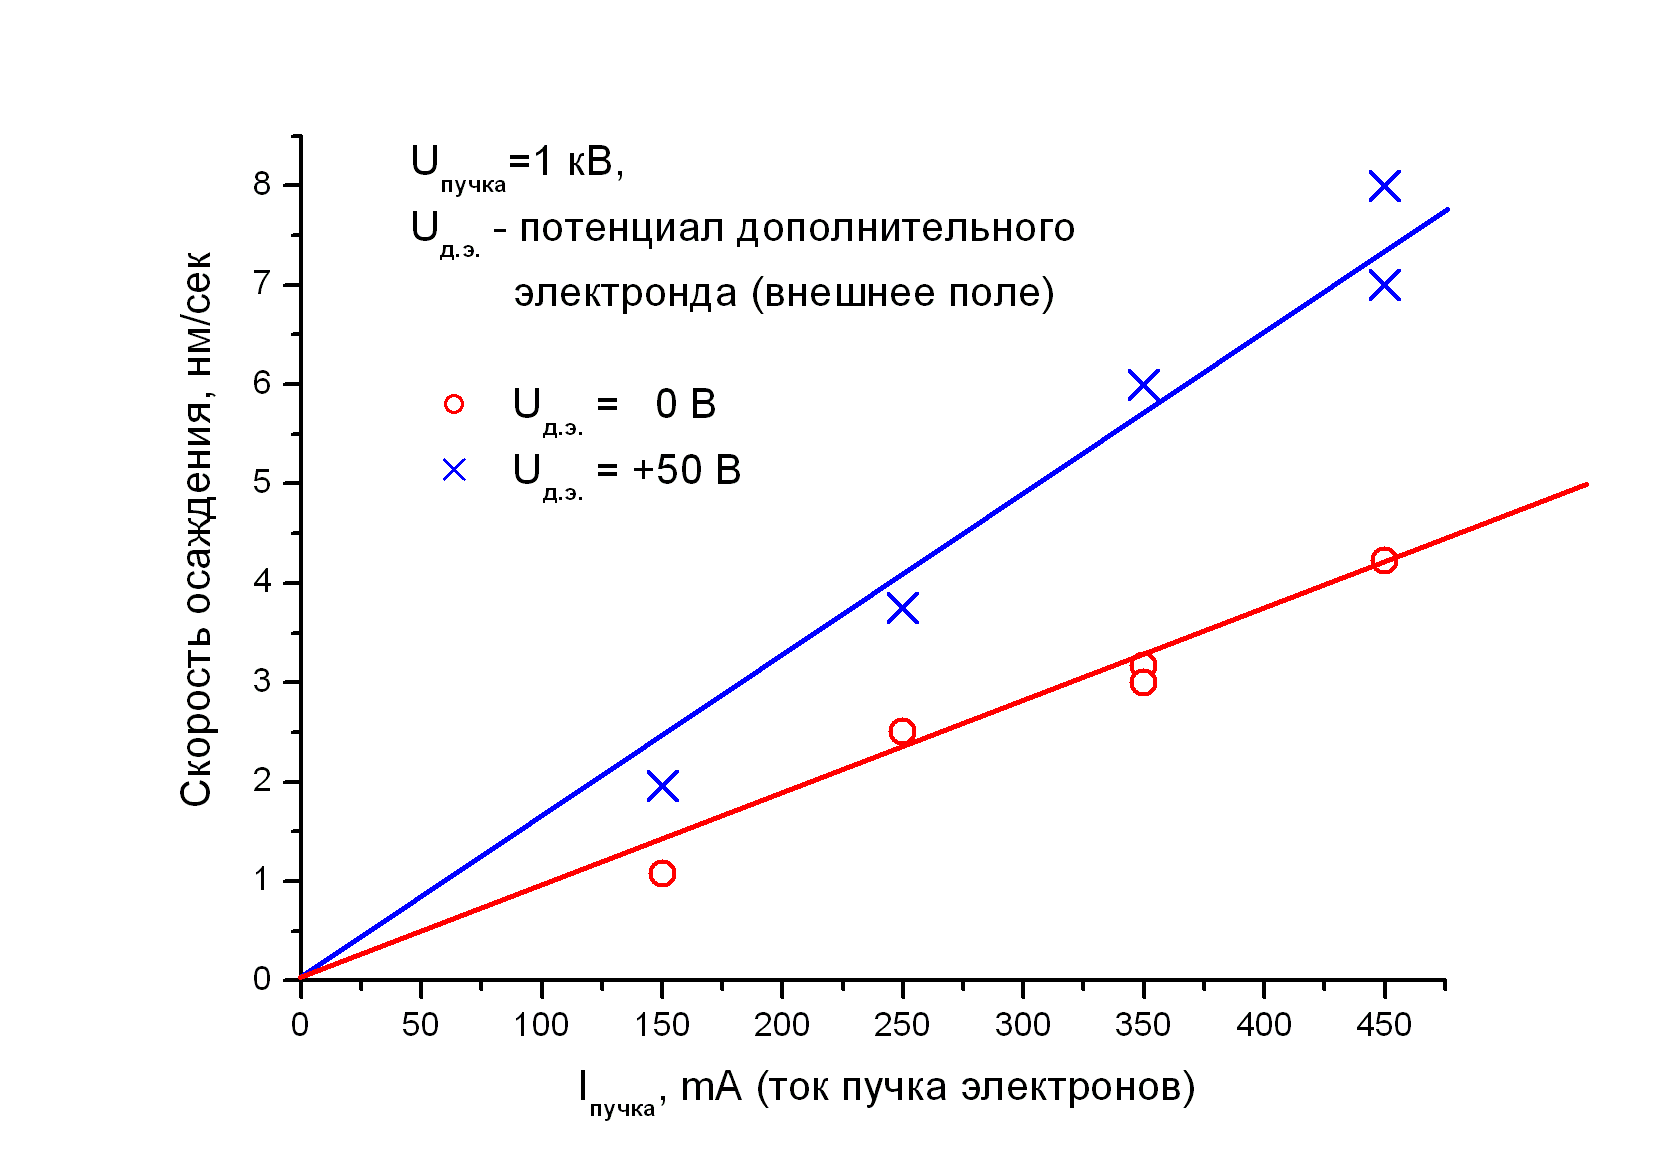 Uпучка=1 кВ,
Uд.э. - потенциал дополнительного
электронда (внешнее поле)
Uд.э. = 0 В
Uд.э. = +50 В
Скорость осаждения, нм/сек
8
7
6
5
4
3
2
1
0
0 50 100 150 200 250 300 350 400 450
Iпучка, mA (ток пучка электронов)